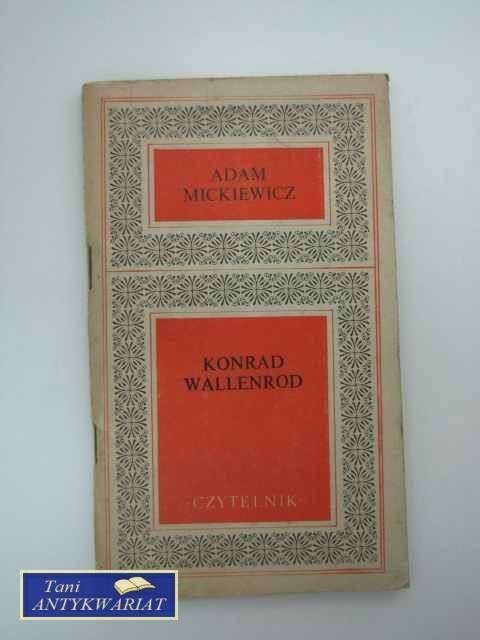 ADAM
MICKIEWICZ
KONRAD
WALLENROD
·CZYTELNIK·
Tani
ANTYKWARIAT